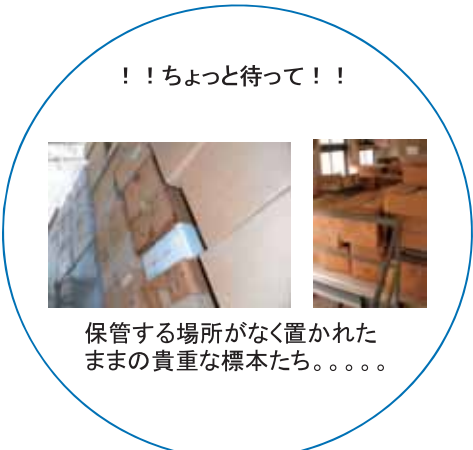 ！！ちょっと待って！！
保管する場所がなく置かれた
ままの貴重な標本たち。。。。。